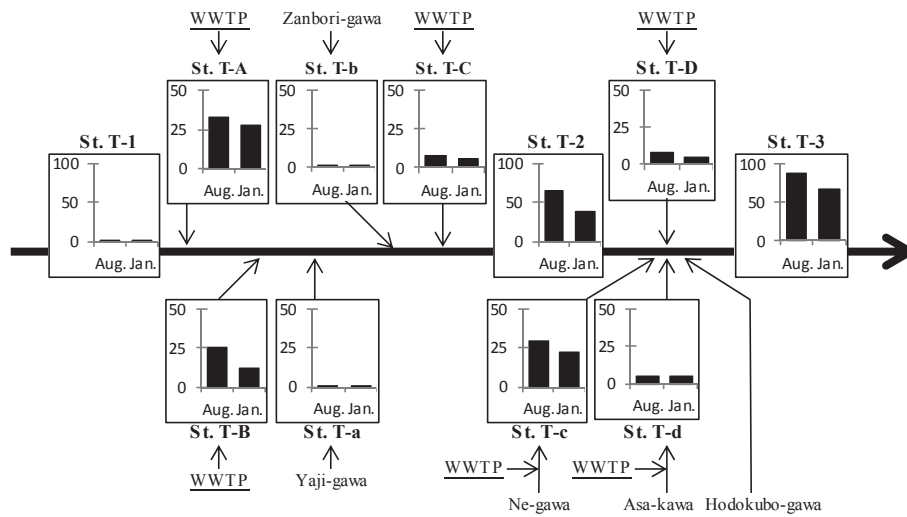 WWTP
Zanbori-gawa
WWTP
WWTP
St. T-A
St. T-b
St. T-C
St. T-D
50
25
0
Aug. Jan.
50
25
0
Aug. Jan.
50
25
0
Aug. Jan.
50
25
0
Aug. Jan.
St. T-1
100
50
0
Aug. Jan.
St. T-2
100
50
0
Aug. Jan.
St. T-3
100
50
0
Aug. Jan.
50
25
0
Aug. Jan.
50
25
0
Aug. Jan.
50
25
0
Aug. Jan.
50
25
0
Aug. Jan.
St. T-B
St. T-a
St. T-c
St. T-d
WWTP
Yaji-gawa
WWTP
WWTP
Ne-gawa
Asa-kawa
Hodokubo-gawa